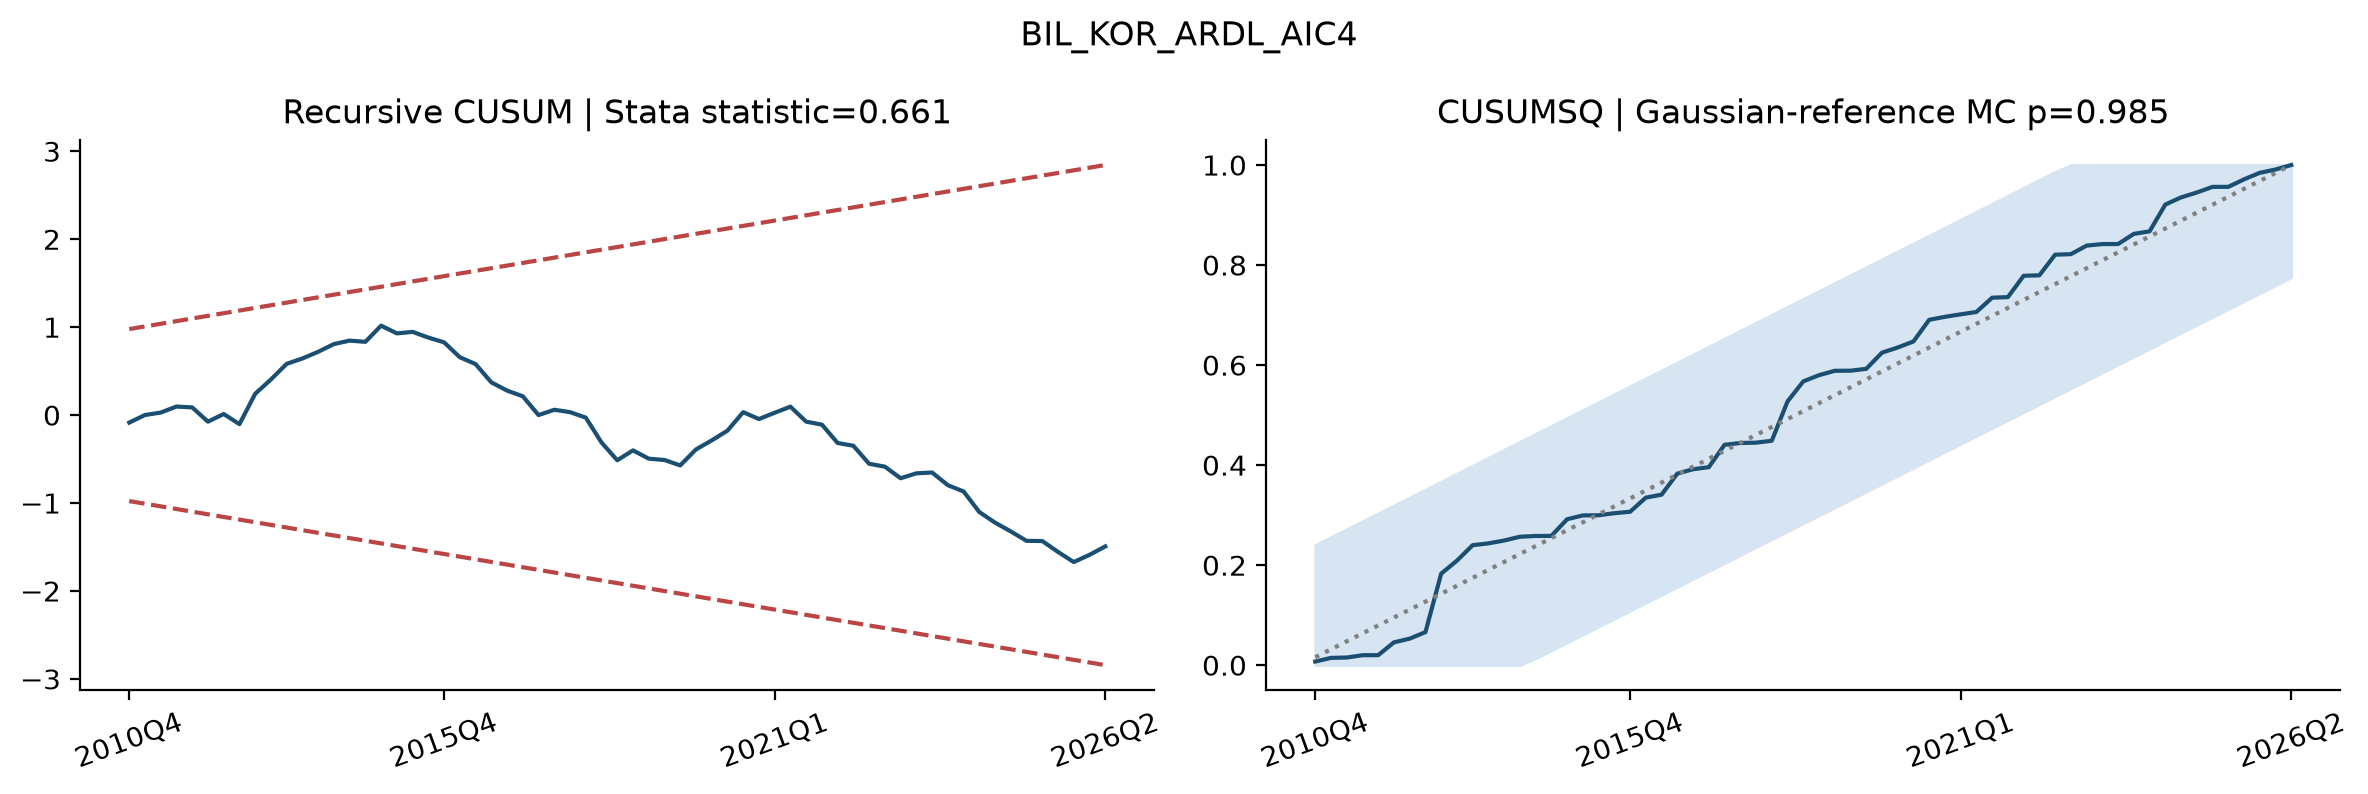 BIL_KOR_ARDL_AIC4
Recursive CUSUM | Stata statistic=0.661
3
2
1
0
−1
−2
−3
2010Q4
2015Q4
2021Q1
2026Q2
CUSUMSQ | Gaussian-reference MC p=0.985
1.0
0.8
0.6
0.4
0.2
0.0
2010Q4
2015Q4
2021Q1
2026Q2